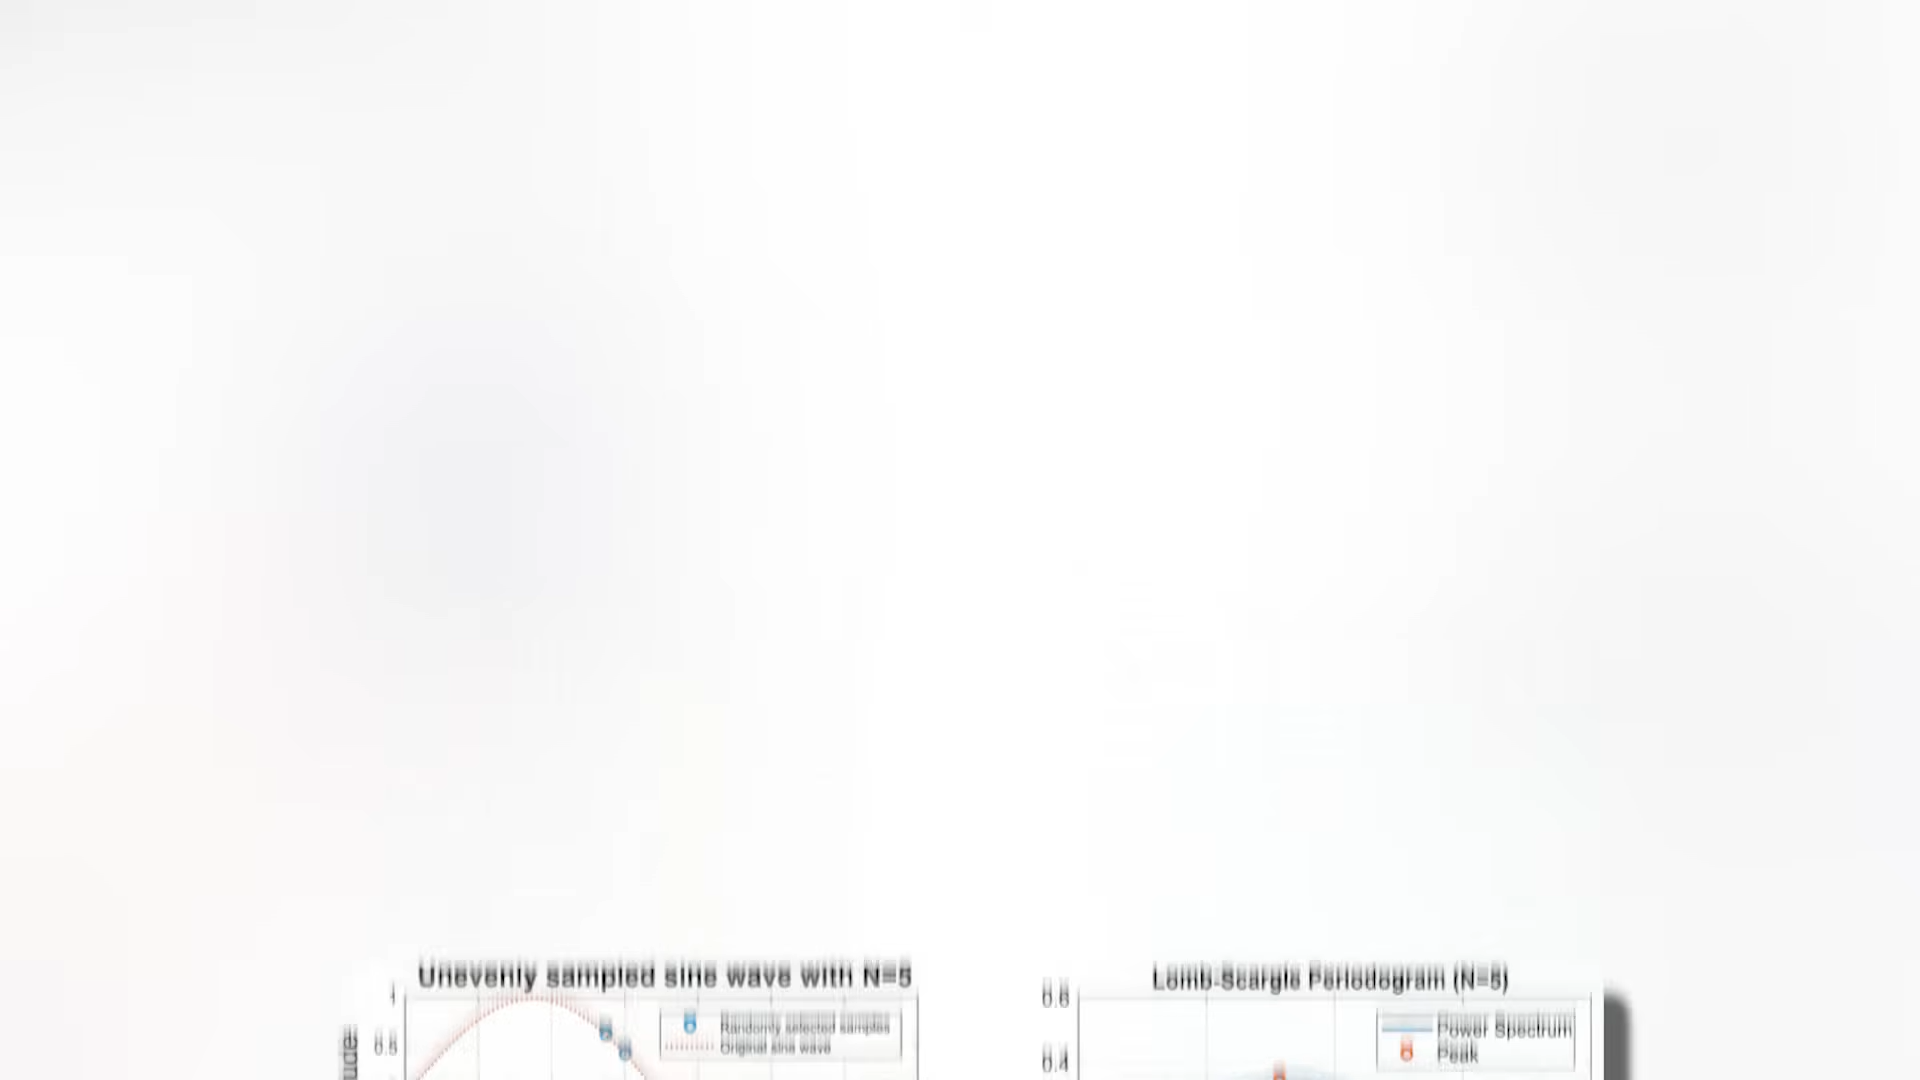 Unevenly sampled sine wave with N=5
1
0.5
Randomly selected samples
Original sine wave
Lomb-Scargle Periodogram (N=5)
0.6
0.4
Power Spectrum
Peak